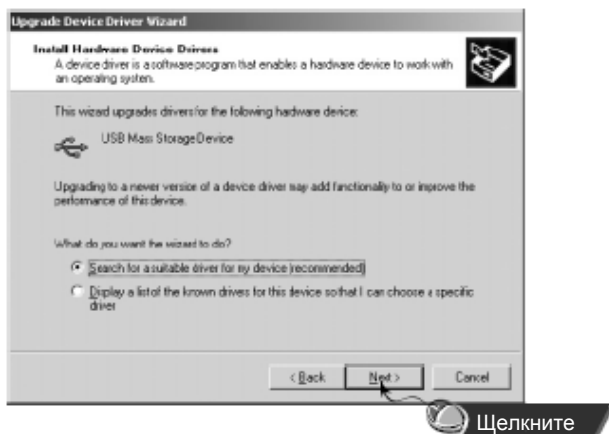 Upgrade Device Driver Wizard
Install Hardware Device Drivers
A device driver is a software program that enables a hardware device to work with
an operating system.
This wizard upgrades drivers for the following hardware device:
USB Mass Storage Device
Upgrading to a newer version of a device driver may add functionality to or improve the
performance of this device.
What do you want the wizard to do?
Search for a suitable driver for my device (recommended)
Display a list of the known drivers for this device so that I can choose a specific
driver
< Back
Next >
Cancel
Щелкните